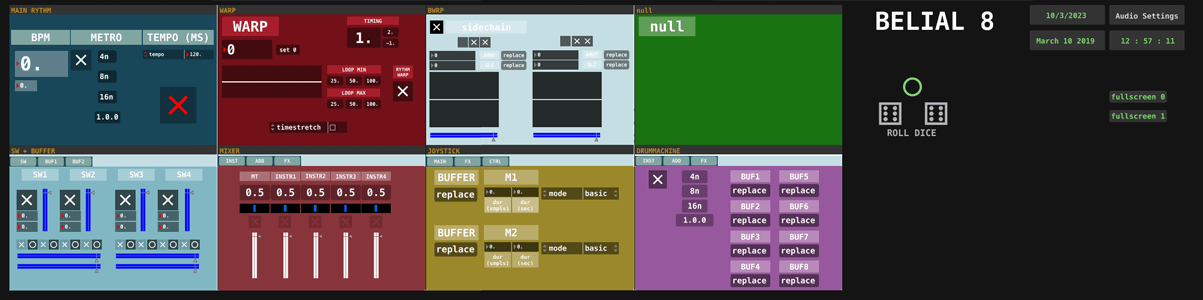 MAIN RYTHM
BPM METRO TEMPO (MS)
0.
0.
4n
8n
16n
1.0.0
tempo 120.
WARP
WARP
0
set 0
TIMING
1.
2.
-1.
LOOP MIN
25. 50. 100.
LOOP MAX
25. 50. 100.
RYTHM
WARP
timestretch
BWRP
sidechain
0 replace
0 replace
0 replace
0 replace
null
null
BELIAL 8
10/3/2023 Audio Settings
March 10 2019 12 : 57 : 11
ROLL DICE
fullscreen 0
fullscreen 1
SW + BUFFER
SW BUF1 BUF2
SW1 SW2 SW3 SW4
0. 0. 0. 0.
0. 0. 0. 0.
MIXER
INST ADD FX
MT INSTR1 INSTR2 INSTR3 INSTR4
0.5 0.5 0.5 0.5 0.5
JOYSTICK
MAIN FX CTRL
BUFFER M1
replace 0. 0. mode basic
dur
(smpls)
dur
(sec)
BUFFER M2
replace 0. 0. mode basic
dur
(smpls)
dur
(sec)
DRUMMACHINE
INST ADD FX
4n
8n
16n
1.0.0
BUF1 BUF5
replace replace
BUF2 BUF6
replace replace
BUF3 BUF7
replace replace
BUF4 BUF8
replace replace